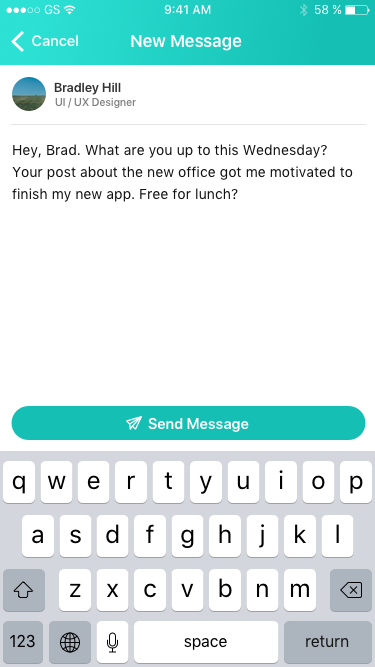 GS 9:41 AM 58 %
Cancel New Message
Bradley Hill
UI / UX Designer
Hey, Brad. What are you up to this Wednesday?
Your post about the new office got me motivated to
finish my new app. Free for lunch?
Send Message
q w e r t y u i o p
a s d f g h j k l
z x c v b n m
123 space return